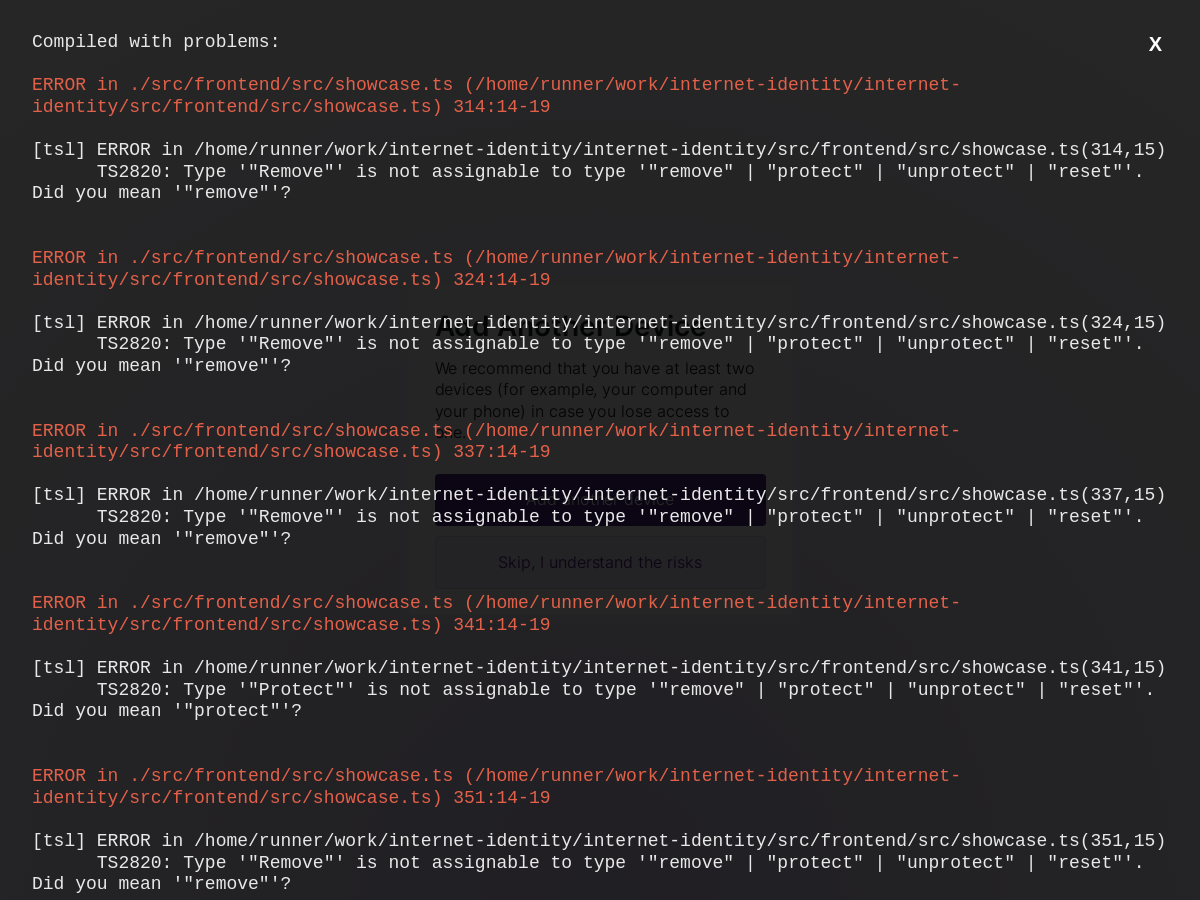 Compiled with problems:
X
ERROR in ./src/frontend/src/showcase.ts (/home/runner/work/internet-identity/internet-
identity/src/frontend/src/showcase.ts) 314:14-19
[tsl] ERROR in /home/runner/work/internet-identity/internet-identity/src/frontend/src/showcase.ts(314,15)
TS2820: Type '"Remove"' is not assignable to type '"remove" | "protect" | "unprotect" | "reset"'.
Did you mean '"remove"'?
ERROR in ./src/frontend/src/showcase.ts (/home/runner/work/internet-identity/internet-
identity/src/frontend/src/showcase.ts) 324:14-19
[tsl] ERROR in /home/runner/work/internet-identity/internet-identity/src/frontend/src/showcase.ts(324,15)
Add Another Device
TS2820: Type '"Remove"' is not assignable to type '"remove" | "protect" | "unprotect" | "reset"'.
Did you mean '"remove"'?
We recommend that you have at least two
devices (for example, your computer and
your phone) in case you lose access to
one.
ERROR in ./src/frontend/src/showcase.ts (/home/runner/work/internet-identity/internet-
identity/src/frontend/src/showcase.ts) 337:14-19
[tsl] ERROR in /home/runner/work/internet-identity/internet-identity/src/frontend/src/showcase.ts(337,15)
TS2820: Type '"Remove"' is not assignable to type '"remove" | "protect" | "unprotect" | "reset"'.
Did you mean '"remove"'?
Skip, I understand the risks
ERROR in ./src/frontend/src/showcase.ts (/home/runner/work/internet-identity/internet-
identity/src/frontend/src/showcase.ts) 341:14-19
[tsl] ERROR in /home/runner/work/internet-identity/internet-identity/src/frontend/src/showcase.ts(341,15)
TS2820: Type '"Protect"' is not assignable to type '"remove" | "protect" | "unprotect" | "reset"'.
Did you mean '"protect"'?
ERROR in ./src/frontend/src/showcase.ts (/home/runner/work/internet-identity/internet-
identity/src/frontend/src/showcase.ts) 351:14-19
[tsl] ERROR in /home/runner/work/internet-identity/internet-identity/src/frontend/src/showcase.ts(351,15)
TS2820: Type '"Remove"' is not assignable to type '"remove" | "protect" | "unprotect" | "reset"'.
Did you mean '"remove"'?